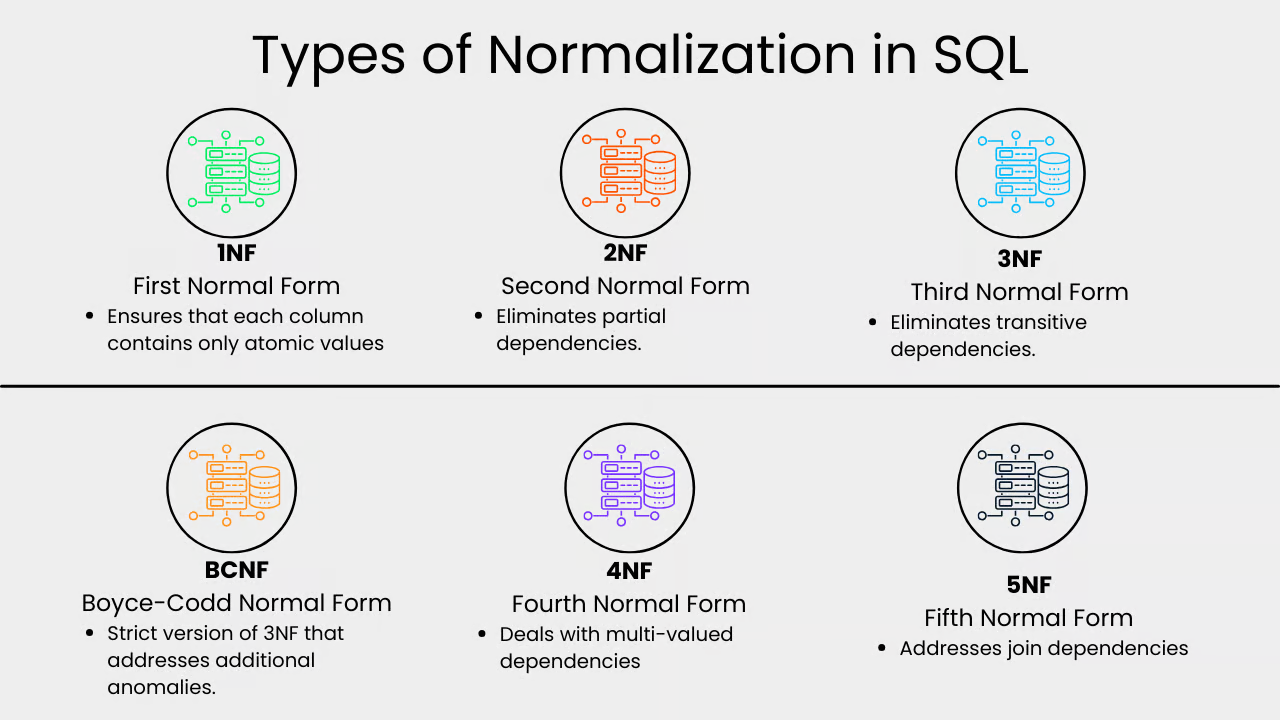 Types of Normalization in SQL
1NF
First Normal Form
• Ensures that each column
contains only atomic values
2NF
Second Normal Form
• Eliminates partial
dependencies.
3NF
Third Normal Form
• Eliminates transitive
dependencies.
BCNF
Boyce-Codd Normal Form
• Strict version of 3NF that
addresses additional
anomalies.
4NF
Fourth Normal Form
• Deals with multi-valued
dependencies
5NF
Fifth Normal Form
• Addresses join dependencies